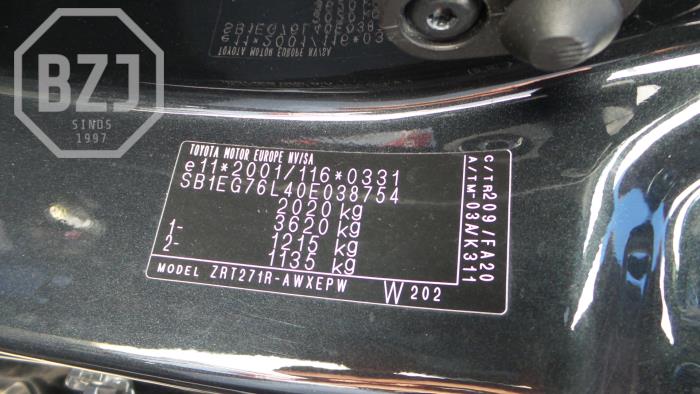 BZJ
SINDS
1997
TOYOTA MOTOR EUROPE NV/SA
e11*2001/116*0331
SB1EG76L40E038754
2020 kg
3620 kg
1- 1215 kg
2- 1135 kg
MODEL ZRT271R-AWXEPW
W202
C/TR209/FA20
A/TM-03A/K311